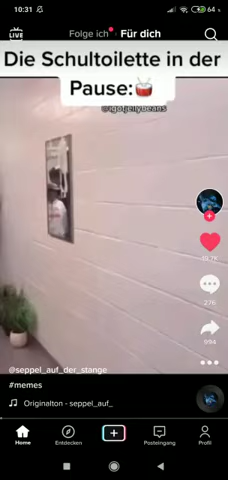 10:31
64
LIVE
Folge ich Für dich
Die Schultoilette in der
Pause:🥁
@igotjellybeans
276
994
@seppel_auf_der_stange
#memes
Originalton - seppel_auf_
Home
Entdecken
Posteingang
Profil